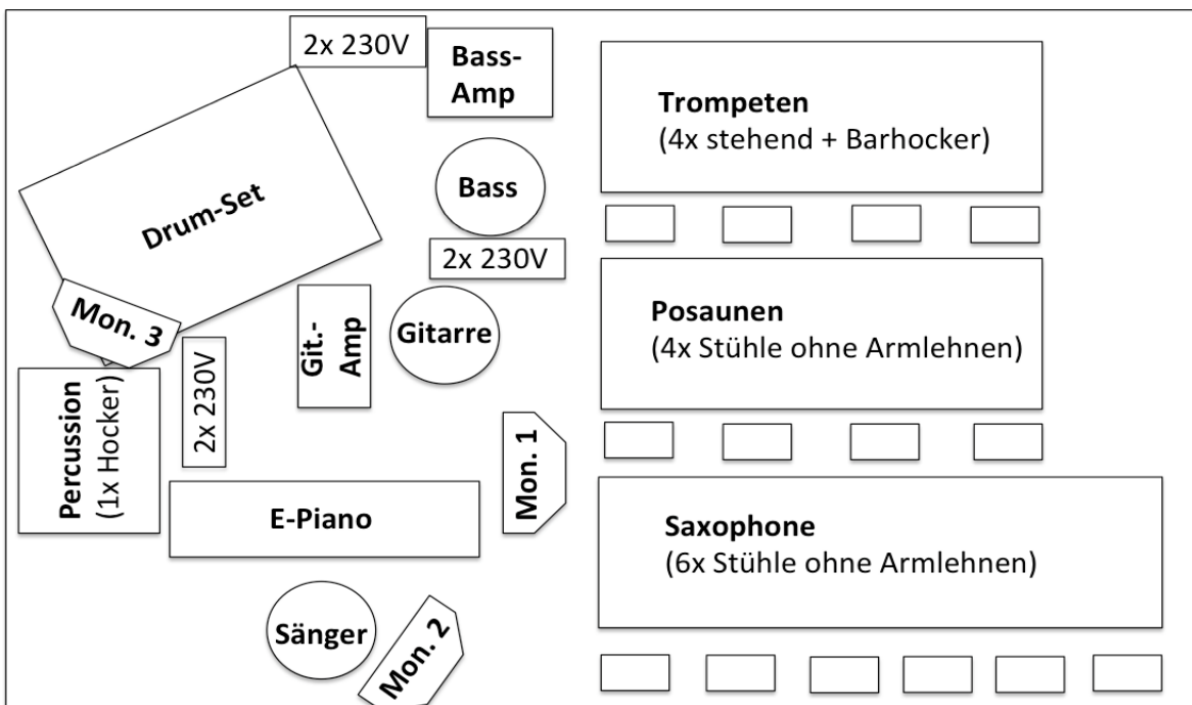 2x 230V
Bass-
Amp
Trompeten
(4x stehend + Barhocker)
Drum-Set
Bass
2x 230V
Mon. 3
Git.-
Amp
Gitarre
Posaunen
(4x Stühle ohne Armlehnen)
Percussion
(1x Hocker)
2x 230V
Mon. 1
E-Piano
Saxophone
(6x Stühle ohne Armlehnen)
Sänger
Mon. 2